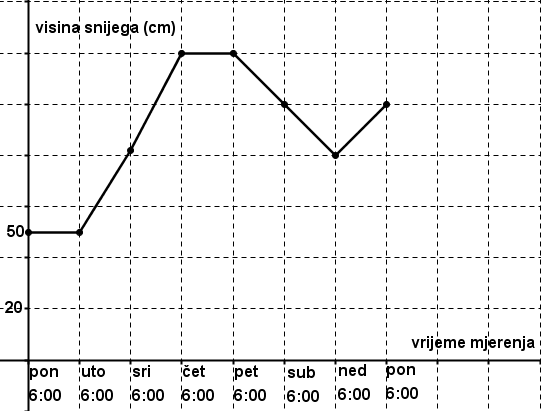 visina snijega (cm)
50
20
vrijeme mjerenja
pon uto sri čet pet sub ned pon
6:00 6:00 6:00 6:00 6:00 6:00 6:00 6:00